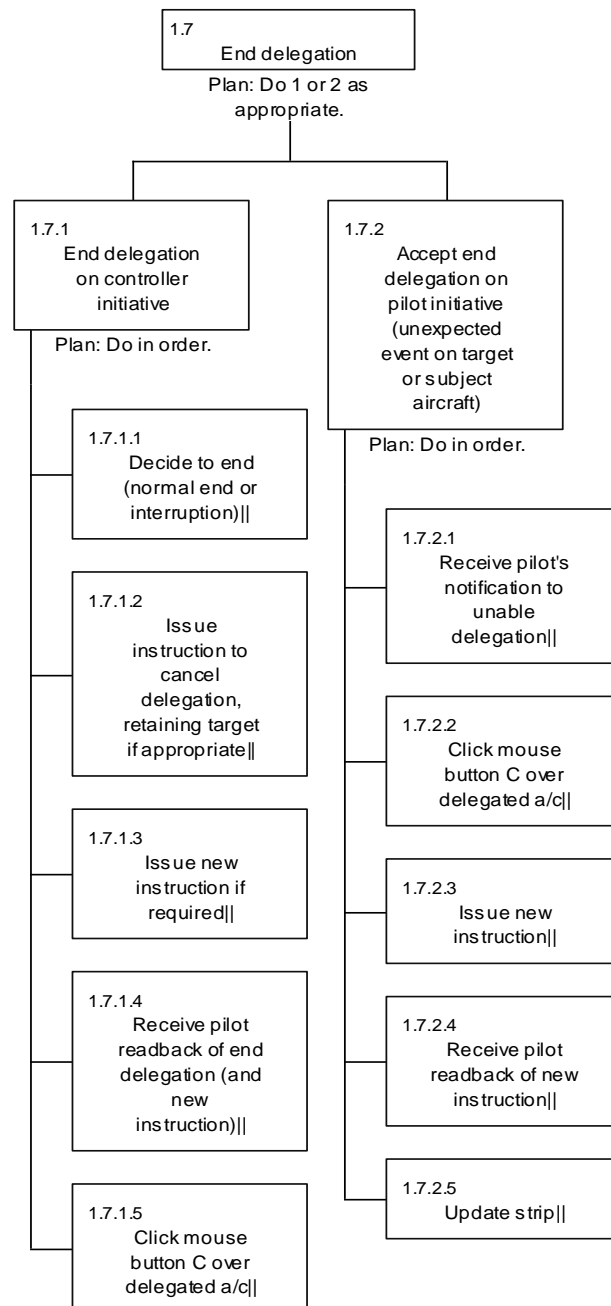 1.7
End delegation
Plan: Do 1 or 2 as
appropriate.
1.7.1
End delegation
on controller
initiative
Plan: Do in order.
1.7.1.1
Decide to end
(normal end or
interruption)||
1.7.1.2
Issue
instruction to
cancel
delegation,
retaining target
if appropriate||
1.7.1.3
Issue new
instruction if
required||
1.7.1.4
Receive pilot
readback of end
delegation (and
new
instruction)||
1.7.1.5
Click mouse
button C over
delegated a/c||
1.7.2
Accept end
delegation on
pilot initiative
(unexpected
event on target
or subject
aircraft)
Plan: Do in order.
1.7.2.1
Receive pilot's
notification to
unable
delegation||
1.7.2.2
Click mouse
button C over
delegated a/c||
1.7.2.3
Issue new
instruction||
1.7.2.4
Receive pilot
readback of new
instruction||
1.7.2.5
Update strip||